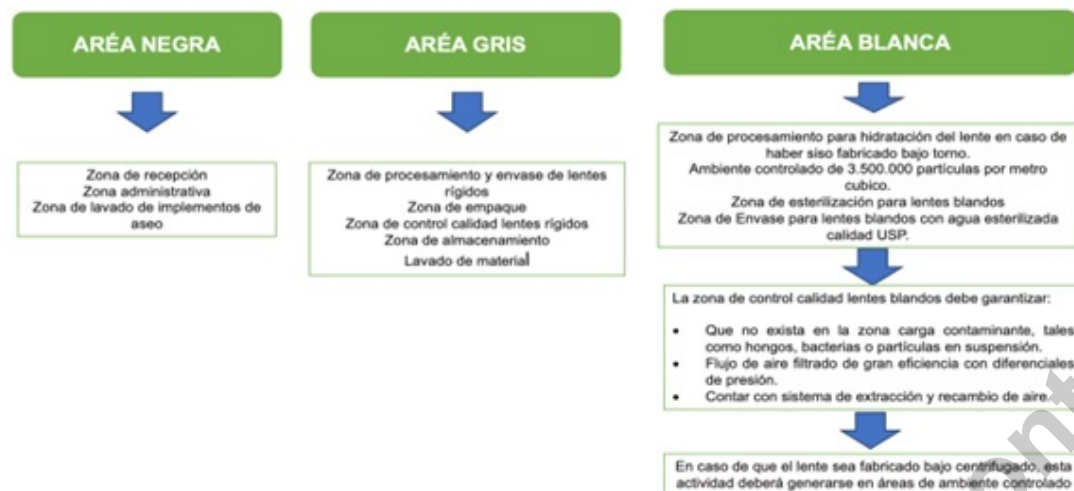 ARÉA NEGRA
Zona de recepción
Zona administrativa
Zona de lavado de implementos de
aseo
ARÉA GRIS
Zona de procesamiento y envase de lentes
rígidos
Zona de empaque
Zona de control calidad lentes rígidos
Zona de almacenamiento
Lavado de material
ARÉA BLANCA
Zona de procesamiento para hidratación del lente en caso de
haber siso fabricado bajo torno.
Ambiente controlado de 3.500.000 partículas por metro
cubico.
Zona de esterilización para lentes blandos
Zona de Envase para lentes blandos con agua esterilizada
calidad USP.
La zona de control calidad lentes blandos debe garantizar:
• Que no exista en la zona carga contaminante, tales
como hongos, bacterias o partículas en suspensión.
• Flujo de aire filtrado de gran eficiencia con diferenciales
de presión.
• Contar con sistema de extracción y recambio de aire.
En caso de que el lente sea fabricado bajo centrifugado, esta
actividad deberá generarse en áreas de ambiente controlado